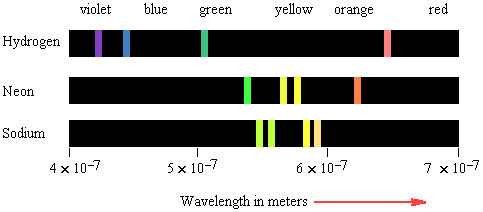 violet blue green yellow orange red
Hydrogen
Neon
Sodium
4 × 10⁻⁷ 5 × 10⁻⁷ 6 × 10⁻⁷ 7 × 10⁻⁷
Wavelength in meters